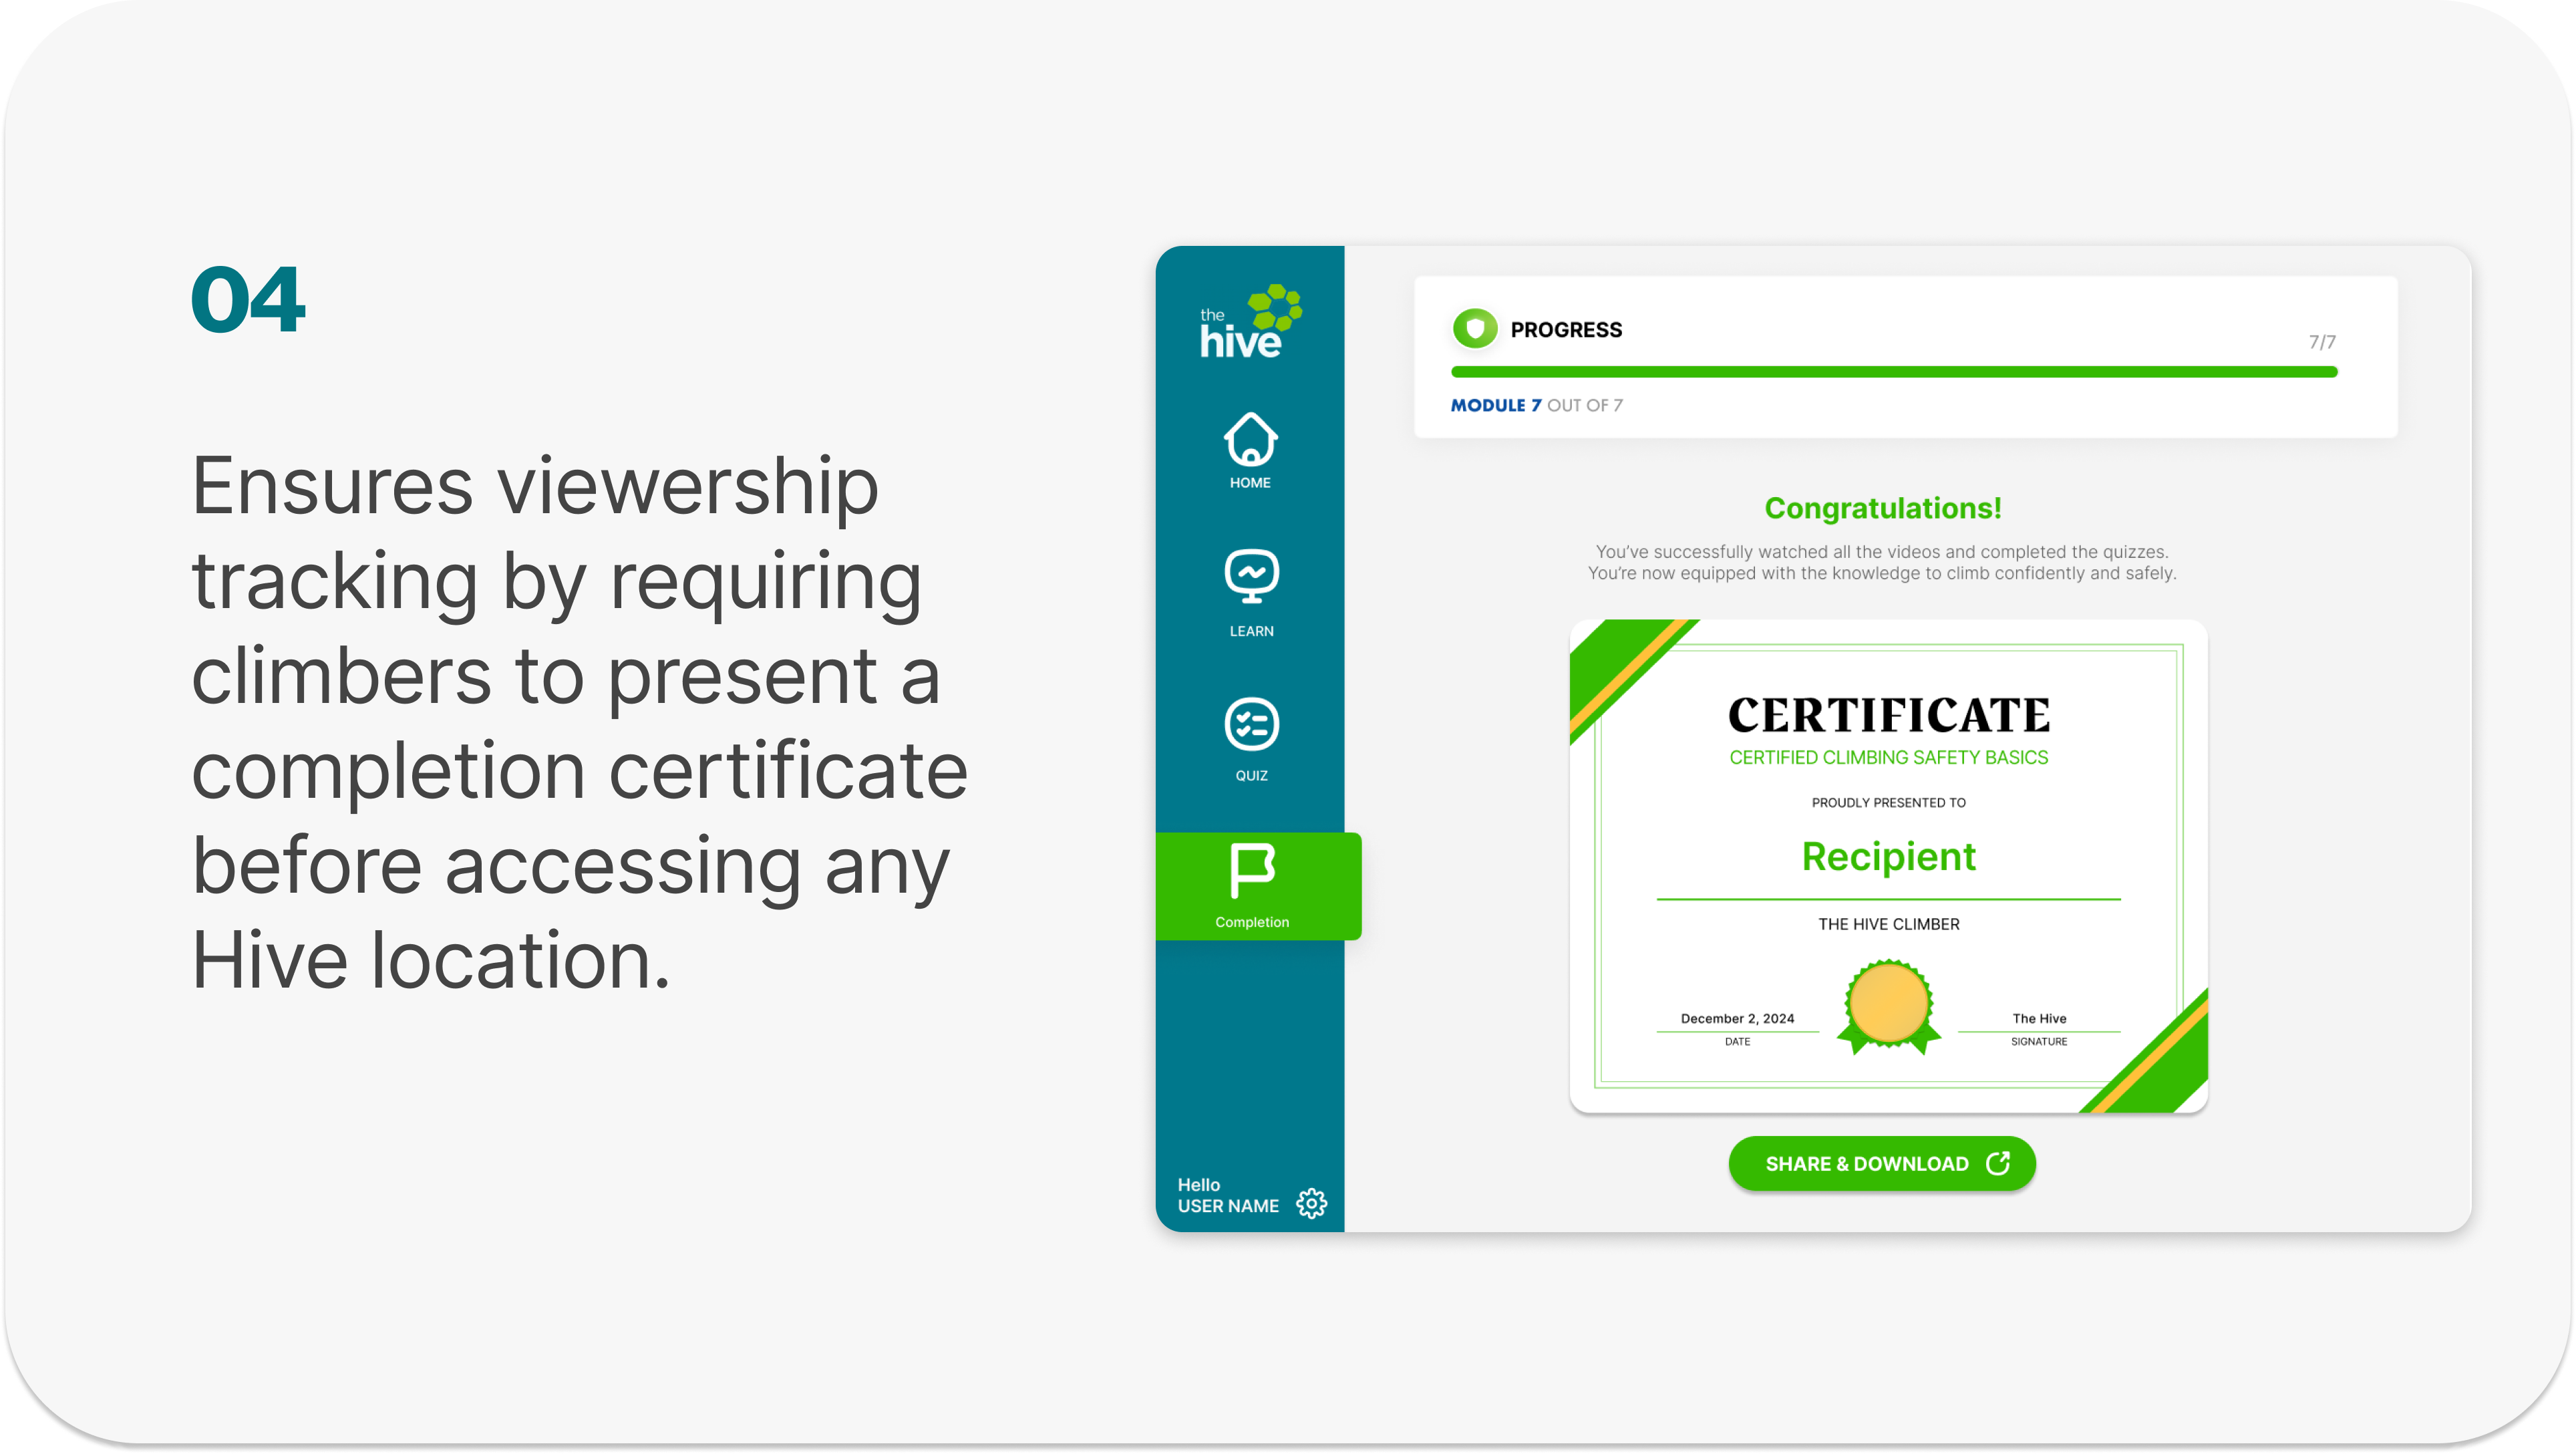 04
Ensures viewership
tracking by requiring
climbers to present a
completion certificate
before accessing any
Hive location.
the
hive
HOME
LEARN
QUIZ
Completion
Hello
USER NAME
PROGRESS
7/7
MODULE 7 OUT OF 7
Congratulations!
You've successfully watched all the videos and completed the quizzes.
You're now equipped with the knowledge to climb confidently and safely.
CERTIFICATE
CERTIFIED CLIMBING SAFETY BASICS
PROUDLY PRESENTED TO
Recipient
THE HIVE CLIMBER
December 2, 2024
DATE
The Hive
SIGNATURE
SHARE & DOWNLOAD